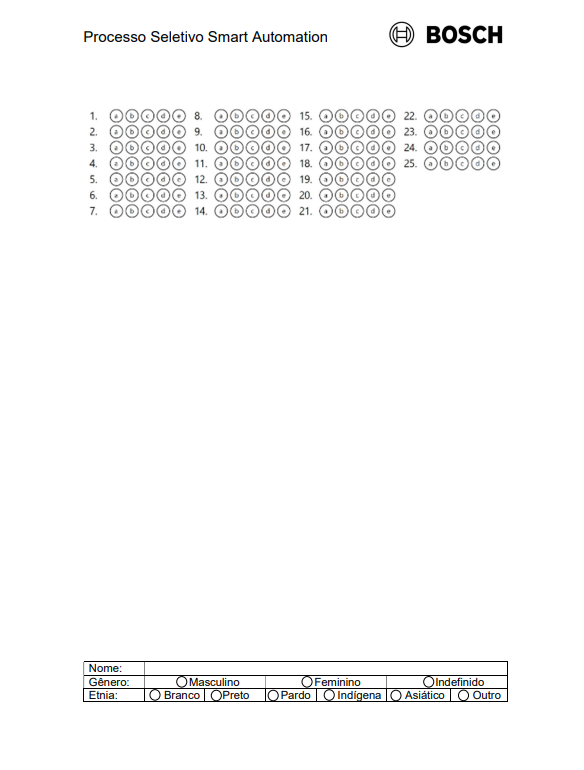 Processo Seletivo Smart Automation BOSCH
1. a b c d e 8. a b c d e 15. a b c d e 22. a b c d e
2. a b c d e 9. a b c d e 16. a b c d e 23. a b c d e
3. a b c d e 10. a b c d e 17. a b c d e 24. a b c d e
4. a b c d e 11. a b c d e 18. a b c d e 25. a b c d e
5. a b c d e 12. a b c d e 19. a b c d e
6. a b c d e 13. a b c d e 20. a b c d e
7. a b c d e 14. a b c d e 21. a b c d e
Nome:
Gênero: Masculino Feminino Indefinido
Etnia: Branco Preto Pardo Indígena Asiático Outro